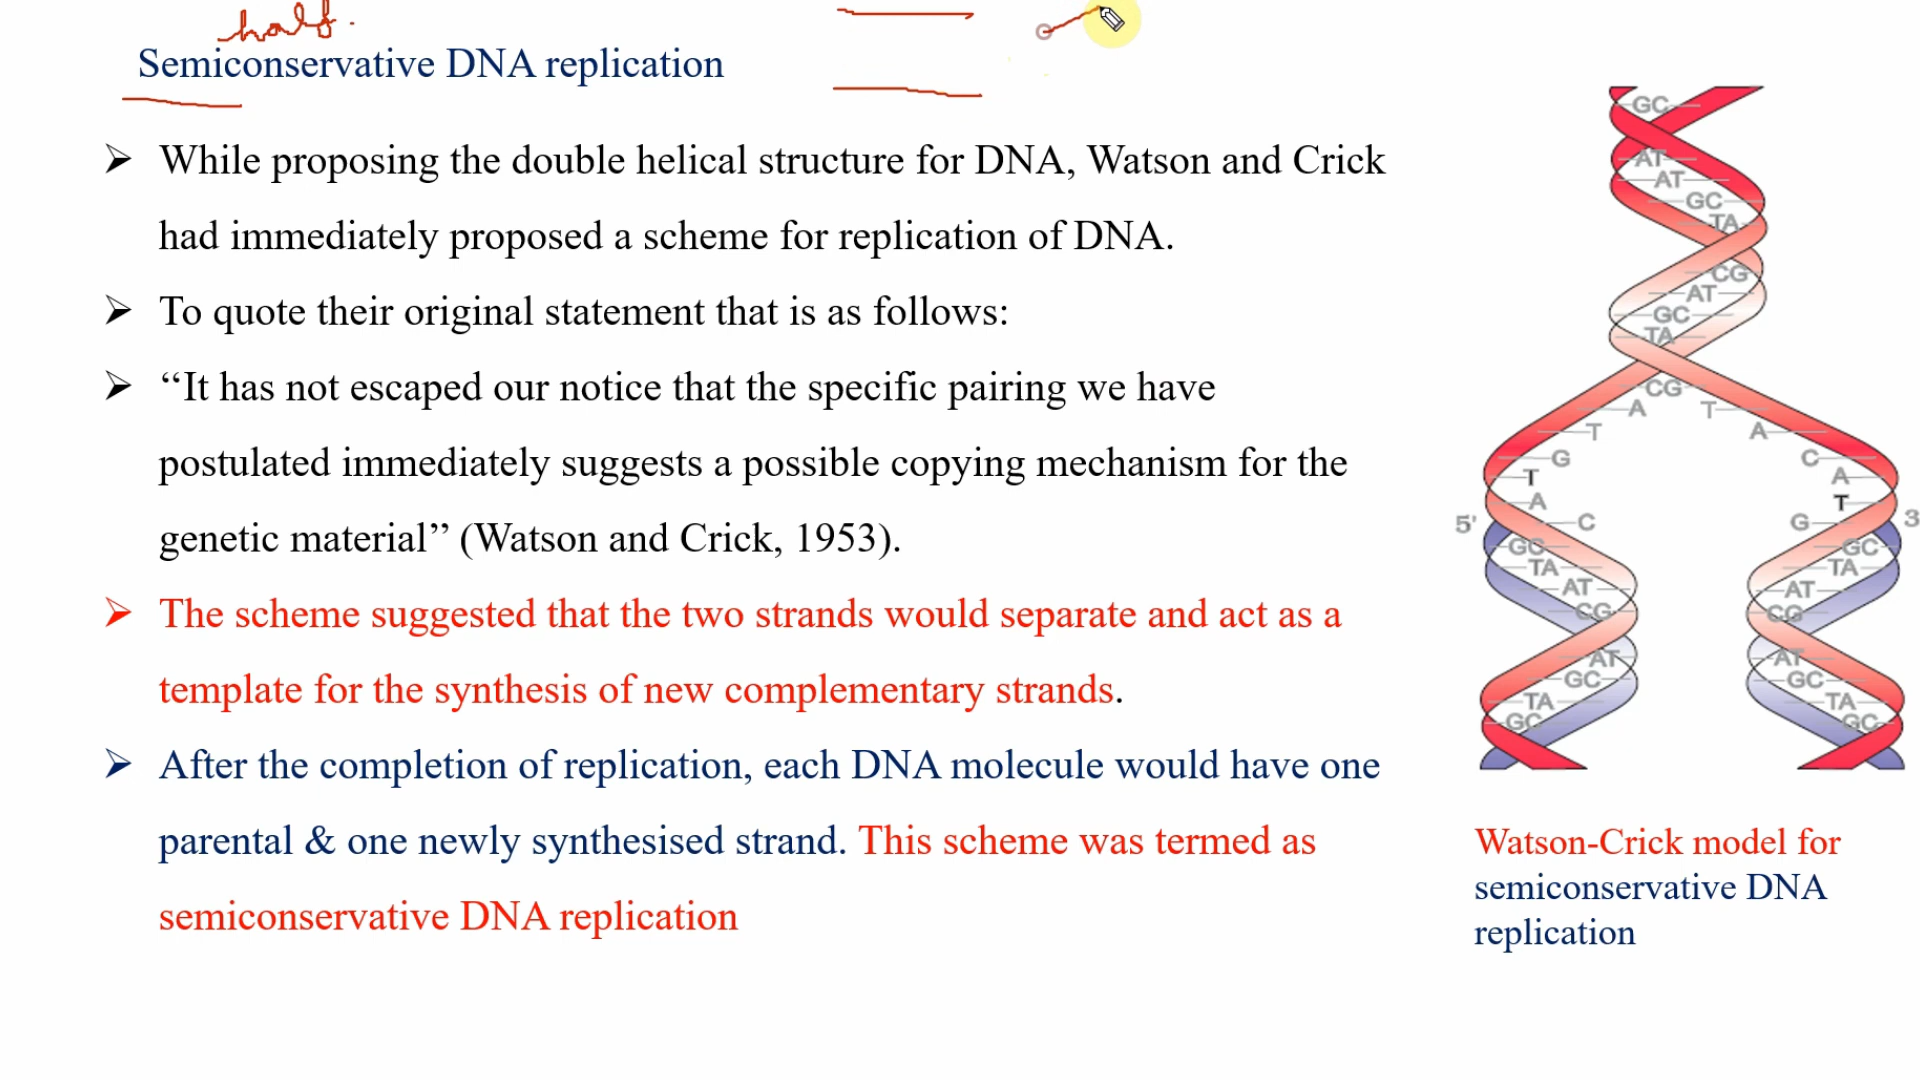 half.
Semiconservative DNA replication
➢ While proposing the double helical structure for DNA, Watson and Crick
had immediately proposed a scheme for replication of DNA.
➢ To quote their original statement that is as follows:
➢ ‘‘It has not escaped our notice that the specific pairing we have
postulated immediately suggests a possible copying mechanism for the
genetic material’’ (Watson and Crick, 1953).
➢ The scheme suggested that the two strands would separate and act as a
template for the synthesis of new complementary strands.
➢ After the completion of replication, each DNA molecule would have one
parental & one newly synthesised strand. This scheme was termed as
semiconservative DNA replication
GC
AT
AT
GC
TA
CG
AT
GC
TA
CG
A T
T A
G C
T A
A T
5' C G 3
GC GC
TA TA
AT AT
CG CG
AT AT
GC GC
TA TA
GC GC
Watson-Crick model for
semiconservative DNA
replication